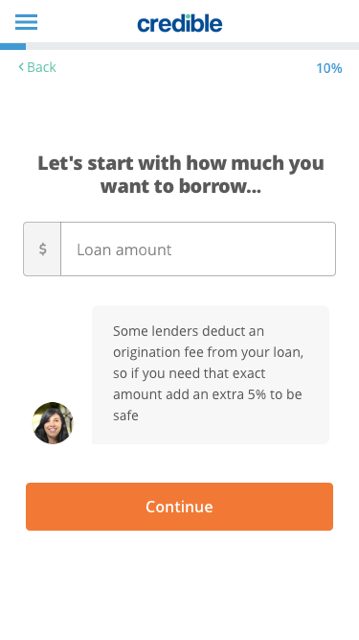 credible
Back
10%
Let's start with how much you
want to borrow...
$
Loan amount
Some lenders deduct an
origination fee from your loan,
so if you need that exact
amount add an extra 5% to be
safe
Continue